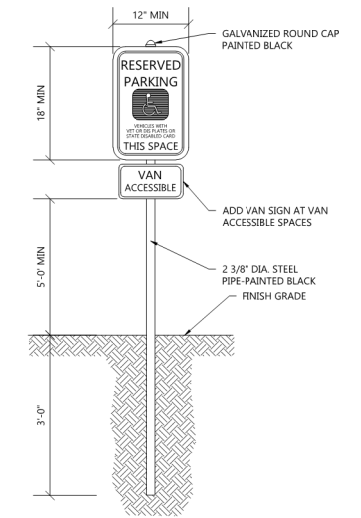 12" MIN
GALVANIZED ROUND CAP
PAINTED BLACK
18" MIN
RESERVED
PARKING
VEHICLES WITH
VET OR DIS PLATES OR
STATE DISABLED CARD
THIS SPACE
VAN
ACCESSIBLE
ADD VAN SIGN AT VAN
ACCESSIBLE SPACES
5'-0' MIN
2 3/8" DIA. STEEL
PIPE-PAINTED BLACK
FINISH GRADE
3'-0"